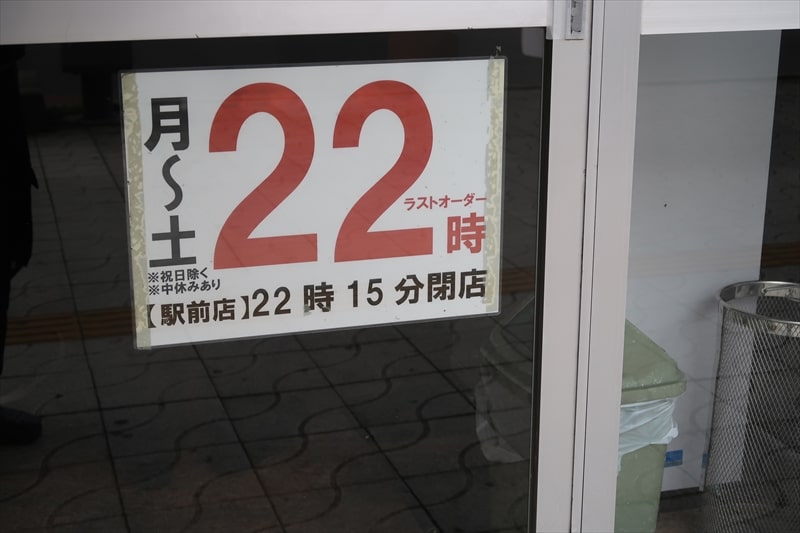 月～土
22
ラストオーダー
時
※祝日除く
※中休みあり
【駅前店】22時15分閉店